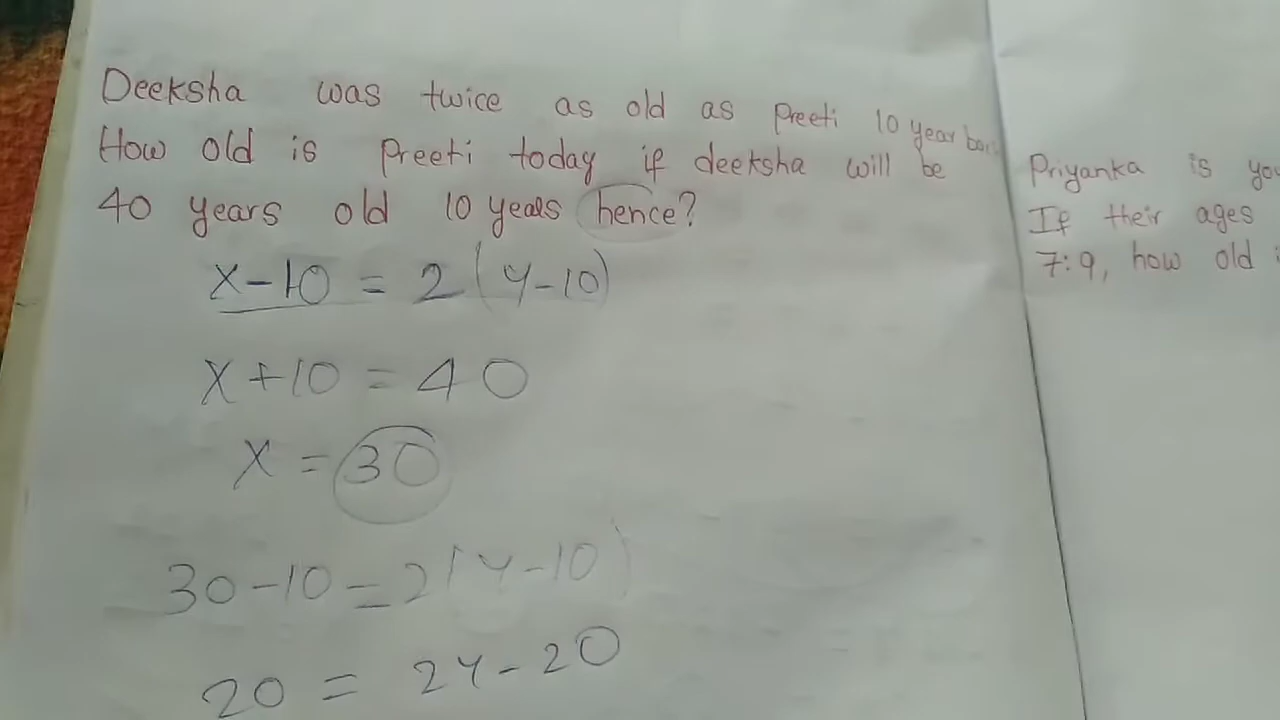 Deeksha was twice as old as Preeti 10 year
How old is Preeti today if deeksha will be
40 years old 10 years hence?
x-10 = 2(y-10)
x+10 = 40
x = 30
30-10=2(y-10)
20 = 2y-20
Priyanka is
If their ages
7:9, how old